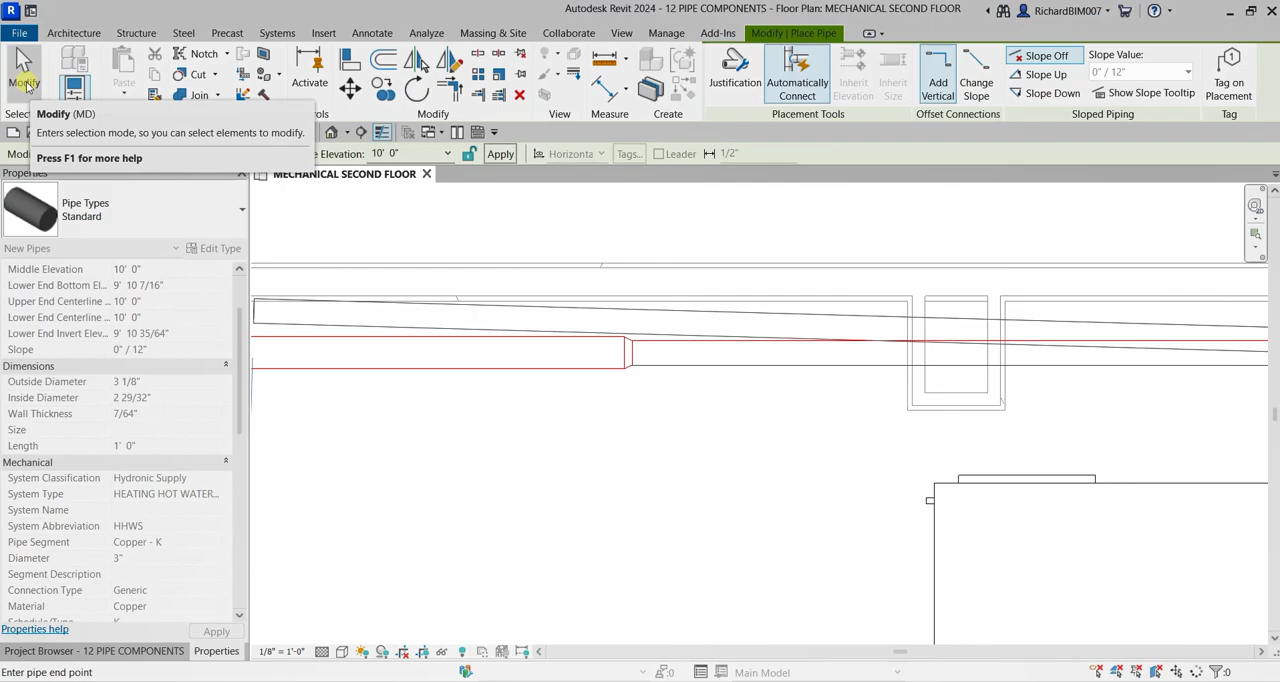 Autodesk Revit 2024 - 12 PIPE COMPONENTS - Floor Plan: MECHANICAL SECOND FLOOR
RichardBIM007
File
Architecture
Structure
Steel
Precast
Systems
Insert
Annotate
Analyze
Massing & Site
Collaborate
View
Manage
Add-Ins
Modify | Place Pipe
Modify
Paste
Notch
Cut
Join
Activate
Justification
Automatically
Connect
Inherit
Elevation
Inherit
Size
Add
Vertical
Change
Slope
Slope Off
Slope Up
Slope Down
Slope Value:
0" / 12"
Show Slope Tooltip
Tag on
Placement
Modify
View
Measure
Create
Placement Tools
Offset Connections
Sloped Piping
Tag
Modify (MD)
Enters selection mode, so you can select elements to modify.
Press F1 for more help
Elevation:
10' 0"
Apply
Horizonta
Tags...
Leader
1/2"
Properties
MECHANICAL SECOND FLOOR
Pipe Types
Standard
New Pipes
Edit Type
Middle Elevation 10' 0"
Lower End Bottom El... 9' 10 7/16"
Upper End Centerline ... 10' 0"
Lower End Centerline ... 10' 0"
Lower End Invert Elev... 9' 10 35/64"
Slope 0" / 12"
Dimensions
Outside Diameter 3 1/8"
Inside Diameter 2 29/32"
Wall Thickness 7/64"
Size
Length 1' 0"
Mechanical
System Classification Hydronic Supply
System Type HEATING HOT WATER...
System Name
System Abbreviation HHWS
Pipe Segment Copper - K
Diameter 3"
Segment Description
Connection Type Generic
Material Copper
Properties help
Apply
Project Browser - 12 PIPE COMPONENTS
Properties
1/8" = 1'-0"
Enter pipe end point
:0
Main Model
:0